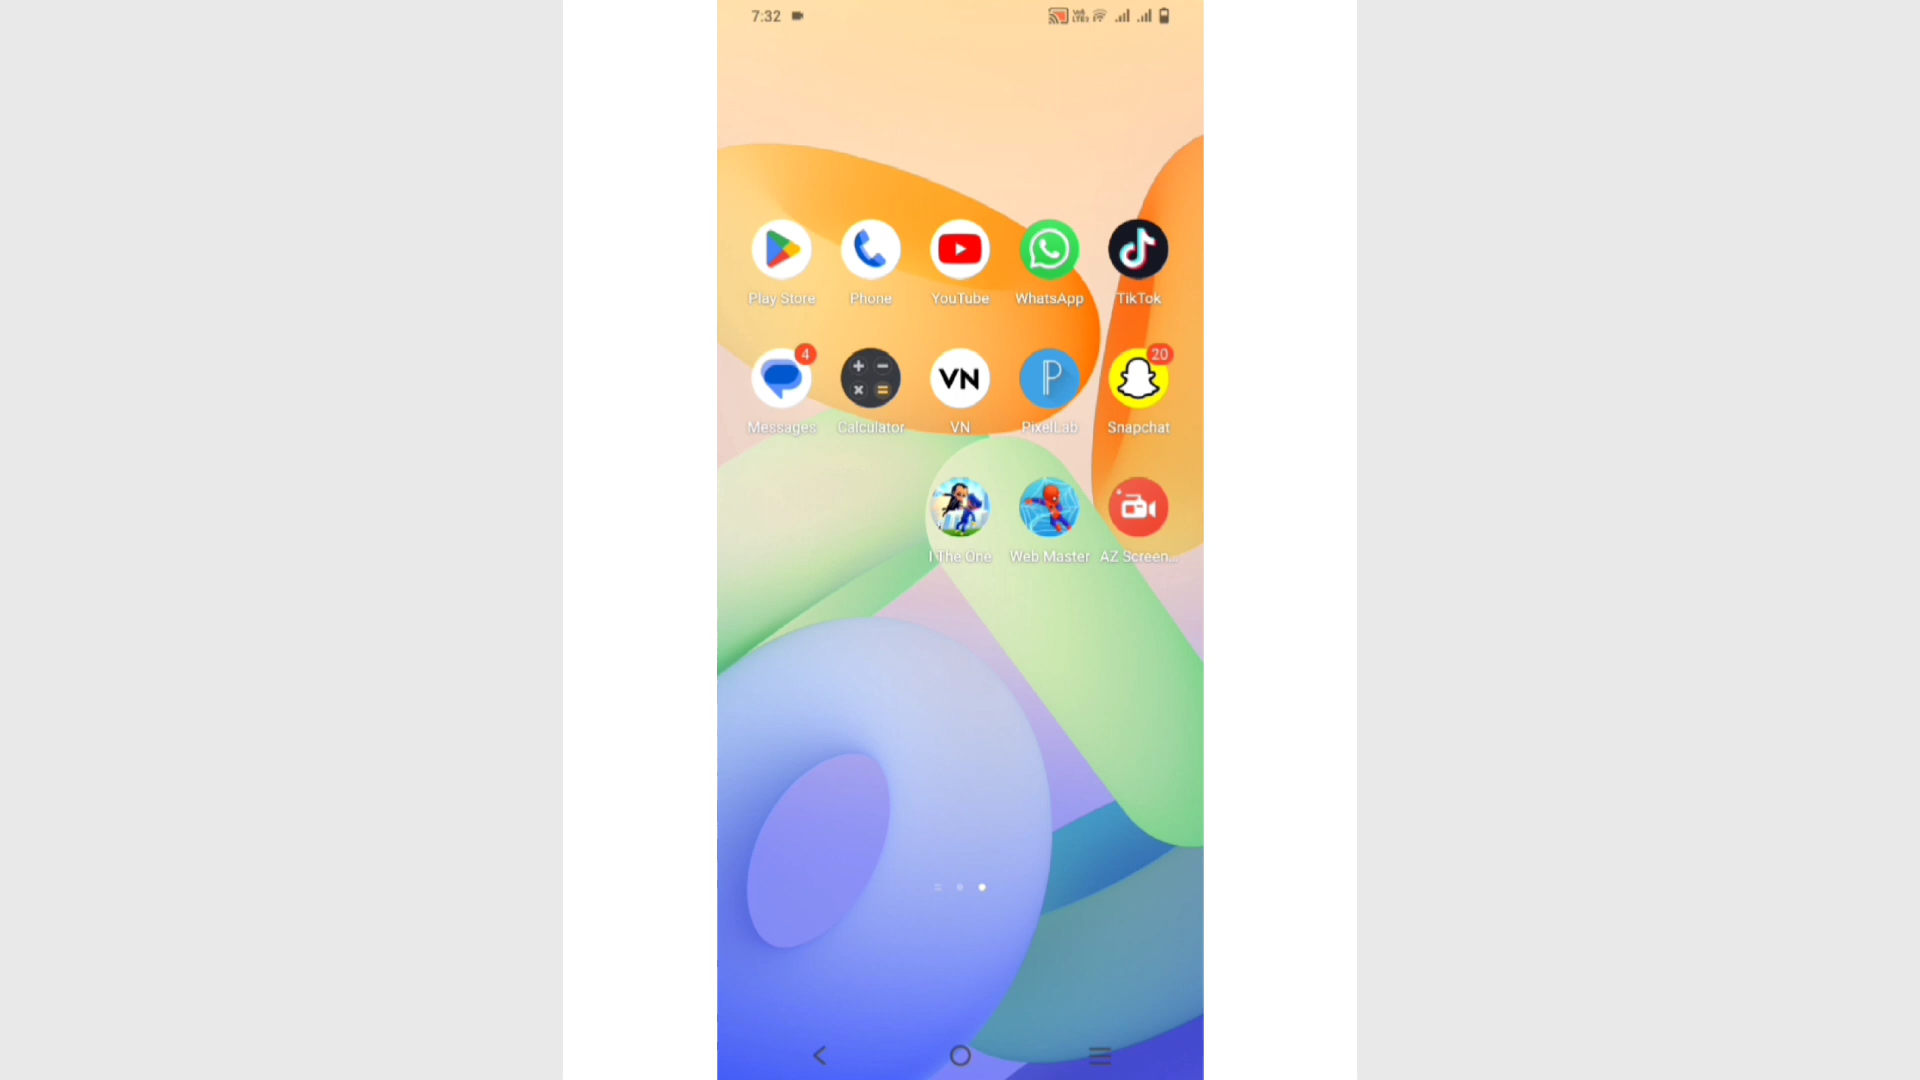 7:32
Play Store Phone YouTube WhatsApp TikTok
4 VN 20
Messages Calculator VN PixelLab Snapchat
I The One Web Master AZ Screen...